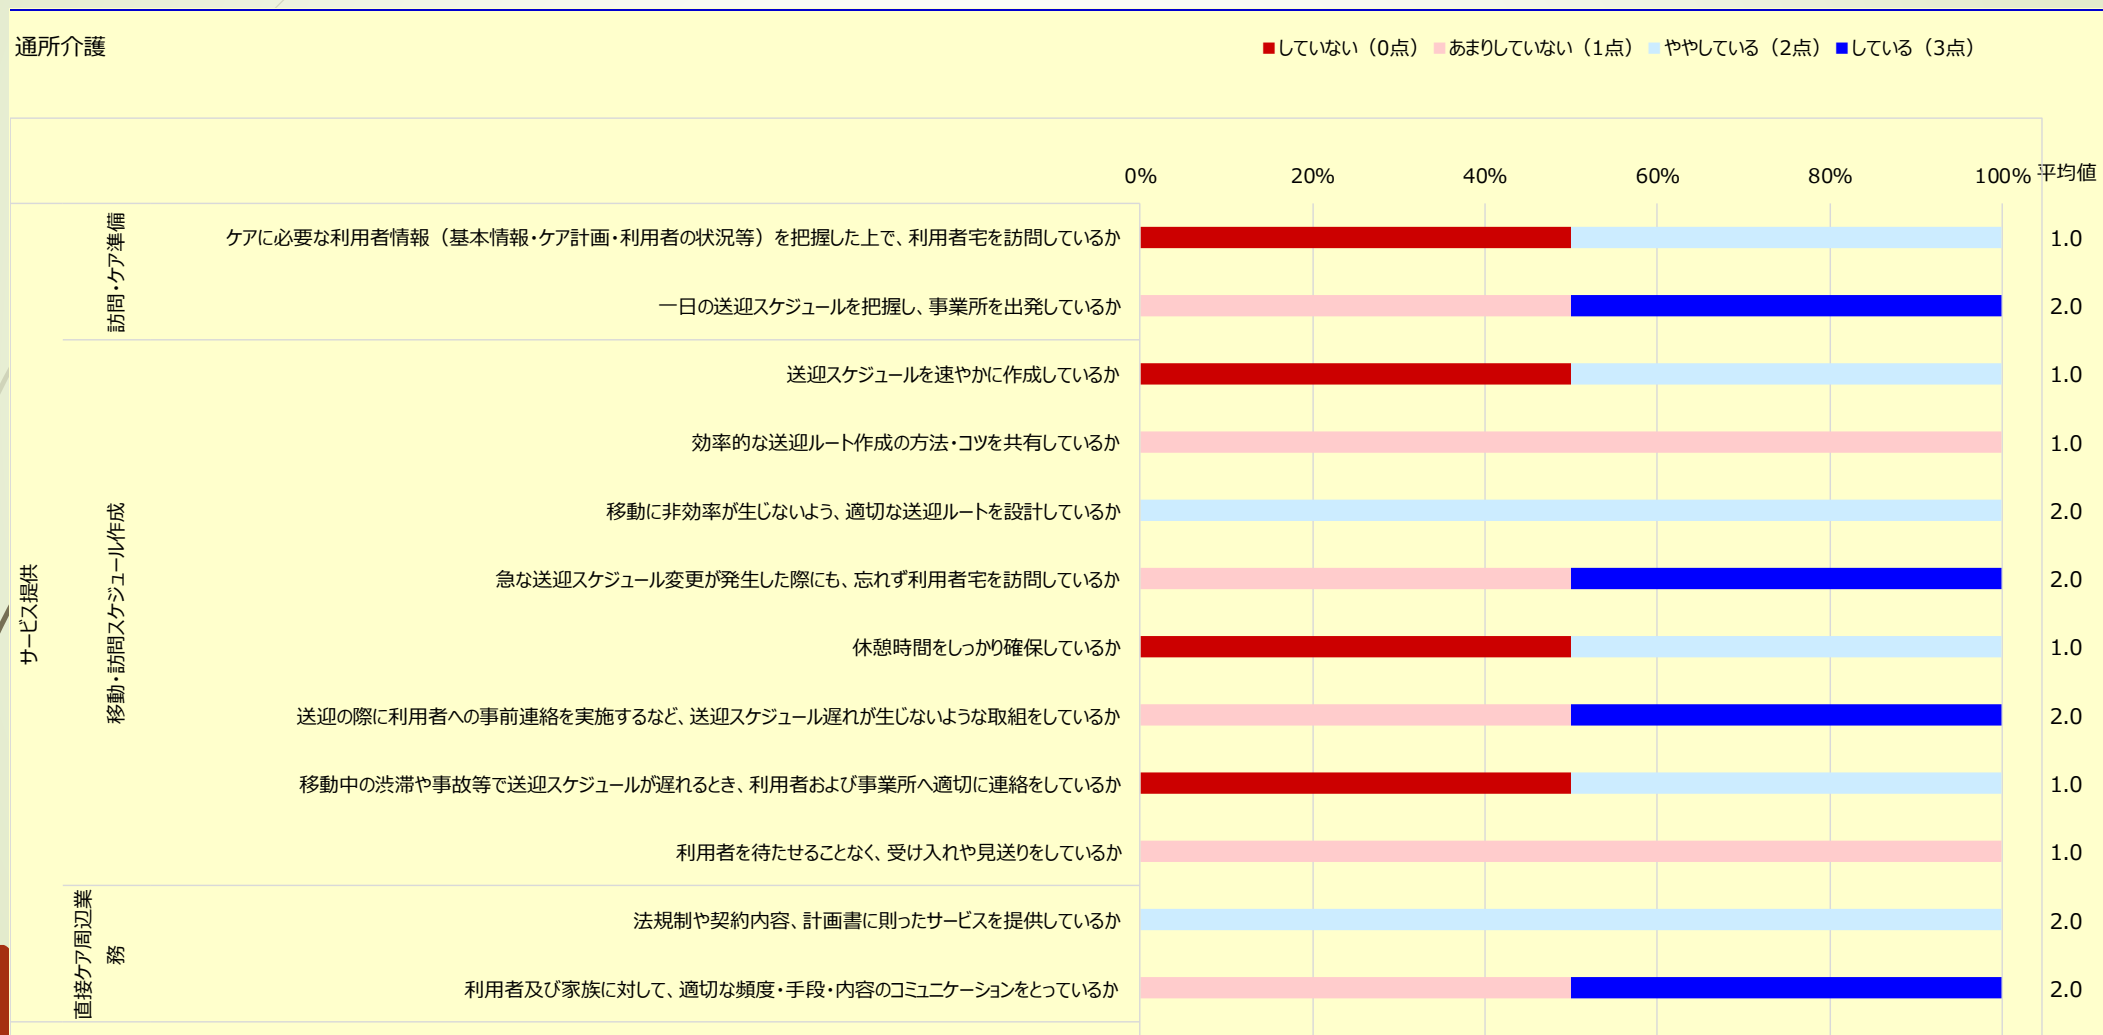 通所介護
■していない（0点） ■あまりしていない（1点） ■ややしている（2点） ■している（3点）
0% 20% 40% 60% 80% 100% 平均値
サービス提供
訪問・ケア準備
ケアに必要な利用者情報（基本情報・ケア計画・利用者の状況等）を把握した上で、利用者宅を訪問しているか 1.0
一日の送迎スケジュールを把握し、事業所を出発しているか 2.0
移動・訪問スケジュール作成
送迎スケジュールを速やかに作成しているか 1.0
効率的な送迎ルート作成の方法・コツを共有しているか 1.0
移動に非効率が生じないよう、適切な送迎ルートを設計しているか 2.0
急な送迎スケジュール変更が発生した際にも、忘れず利用者宅を訪問しているか 2.0
休憩時間をしっかり確保しているか 1.0
送迎の際に利用者への事前連絡を実施するなど、送迎スケジュール遅れが生じないような取組をしているか 2.0
移動中の渋滞や事故等で送迎スケジュールが遅れるとき、利用者および事業所へ適切に連絡をしているか 1.0
利用者を待たせることなく、受け入れや見送りをしているか 1.0
直接ケア周辺業
務
法規制や契約内容、計画書に則ったサービスを提供しているか 2.0
利用者及び家族に対して、適切な頻度・手段・内容のコミュニケーションをとっているか 2.0